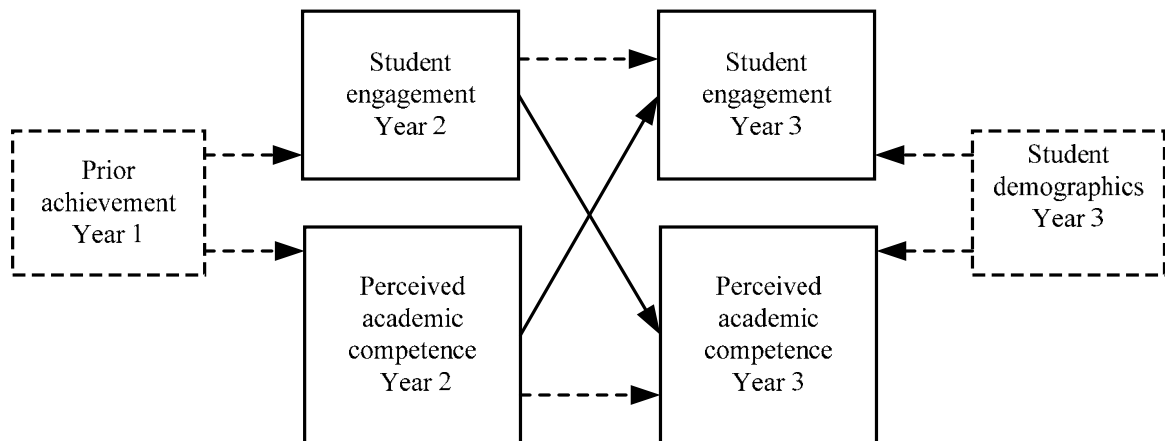 Student
engagement
Year 2
Student
engagement
Year 3
Prior
achievement
Year 1
Student
demographics
Year 3
Perceived
academic
competence
Year 2
Perceived
academic
competence
Year 3